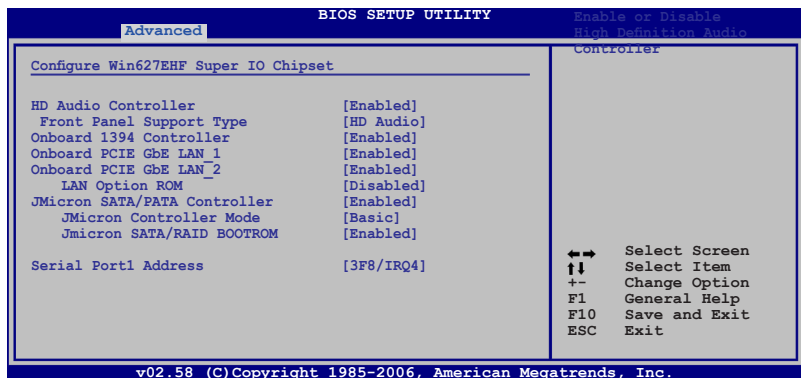 BIOS SETUP UTILITY
Advanced
Configure Win627EHF Super IO Chipset
HD Audio Controller [Enabled]
Front Panel Support Type [HD Audio]
Onboard 1394 Controller [Enabled]
Onboard PCIE GbE LAN_1 [Enabled]
Onboard PCIE GbE LAN_2 [Enabled]
LAN Option ROM [Disabled]
JMicron SATA/PATA Controller [Enabled]
JMicron Controller Mode [Basic]
Jmicron SATA/RAID BOOTROM [Enabled]
Serial Port1 Address [3F8/IRQ4]
Enable or Disable
High Definition Audio
Controller
←→ Select Screen
↑↓ Select Item
+- Change Option
F1 General Help
F10 Save and Exit
ESC Exit
v02.58 (C)Copyright 1985-2006, American Megatrends, Inc.